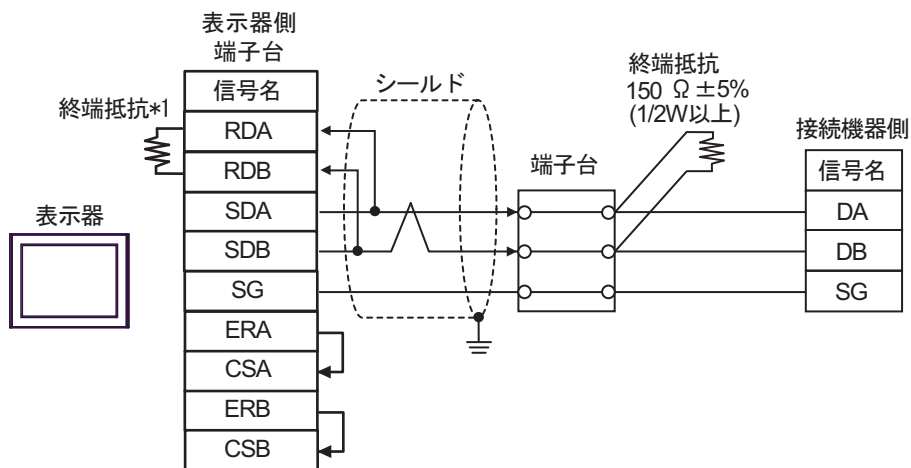 表示器側
端子台
信号名
終端抵抗*1
RDA
RDB
SDA
SDB
SG
ERA
CSA
ERB
CSB
表示器
シールド
端子台
終端抵抗
150 Ω ±5%
(1/2W以上)
接続機器側
信号名
DA
DB
SG